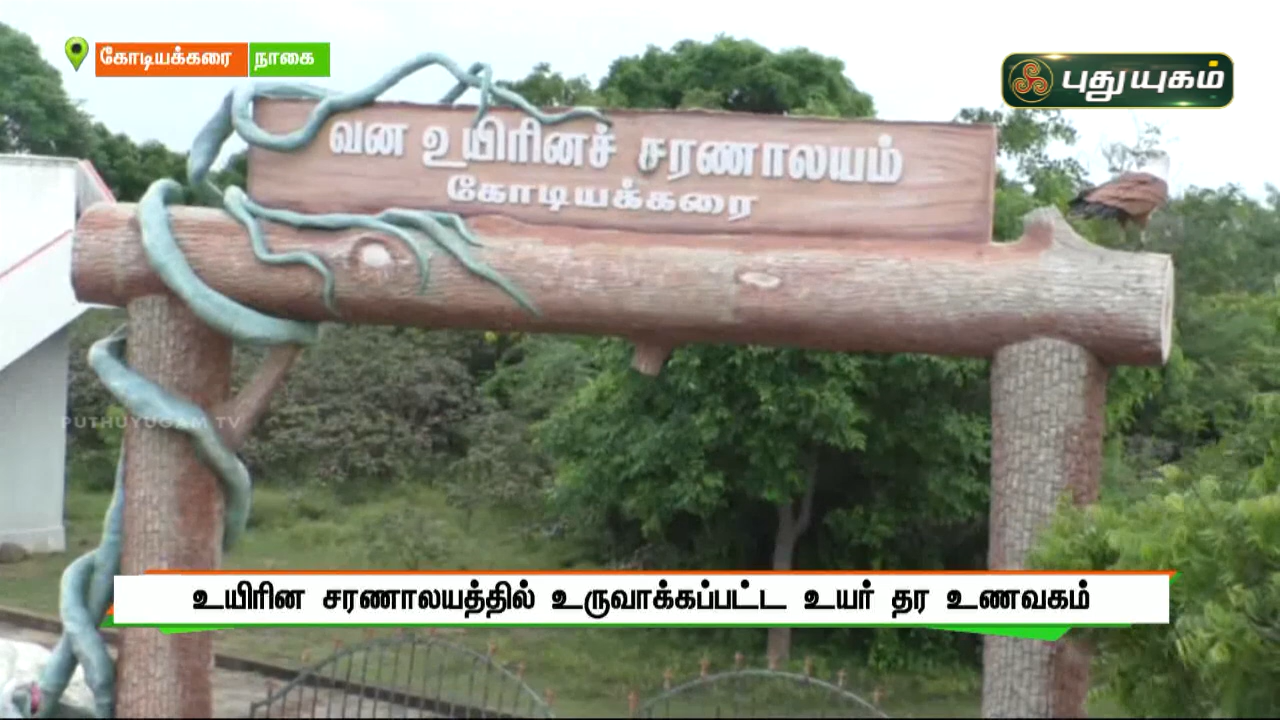 கோடியக்கரை நாகை
புதுயுகம்
வன உயிரினச் சரணாலயம்
கோடியக்கரை
PUTHUYUGAM TV
உயிரின சரணாலயத்தில் உருவாக்கப்பட்ட உயர் தர உணவகம்